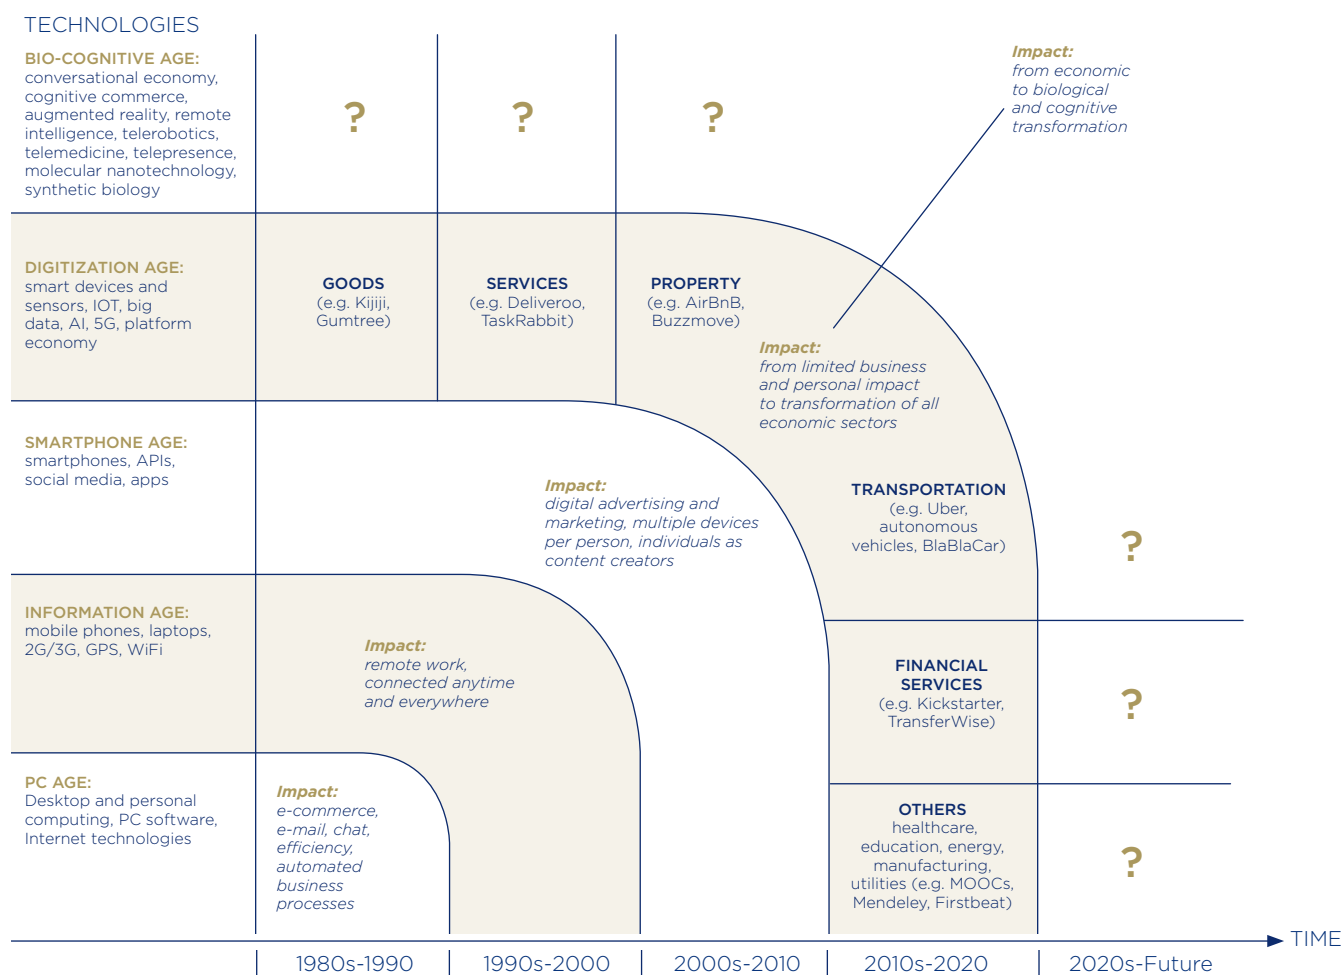 TECHNOLOGIES
BIO-COGNITIVE AGE:
conversational economy,
cognitive commerce,
augmented reality, remote
intelligence, telerobotics,
telemedicine, telepresence,
molecular nanotechnology,
synthetic biology
?
?
?
Impact:
from economic
to biological
and cognitive
transformation
DIGITIZATION AGE:
smart devices and
sensors, IOT, big
data, AI, 5G, platform
economy
GOODS
(e.g. Kijiji,
Gumtree)
SERVICES
(e.g. Deliveroo,
TaskRabbit)
PROPERTY
(e.g. AirBnB,
Buzzmove)
Impact:
from limited business
and personal impact
to transformation of all
economic sectors
SMARTPHONE AGE:
smartphones, APIs,
social media, apps
Impact:
digital advertising and
marketing, multiple devices
per person, individuals as
content creators
TRANSPORTATION
(e.g. Uber,
autonomous
vehicles, BlaBlaCar)
?
INFORMATION AGE:
mobile phones, laptops,
2G/3G, GPS, WiFi
Impact:
remote work,
connected anytime
and everywhere
FINANCIAL
SERVICES
(e.g. Kickstarter,
TransferWise)
?
PC AGE:
Desktop and personal
computing, PC software,
Internet technologies
Impact:
e-commerce,
e-mail, chat,
efficiency,
automated
business
processes
OTHERS
healthcare,
education, energy,
manufacturing,
utilities (e.g. MOOCs,
Mendeley, Firstbeat)
?
TIME
1980s-1990
1990s-2000
2000s-2010
2010s-2020
2020s-Future